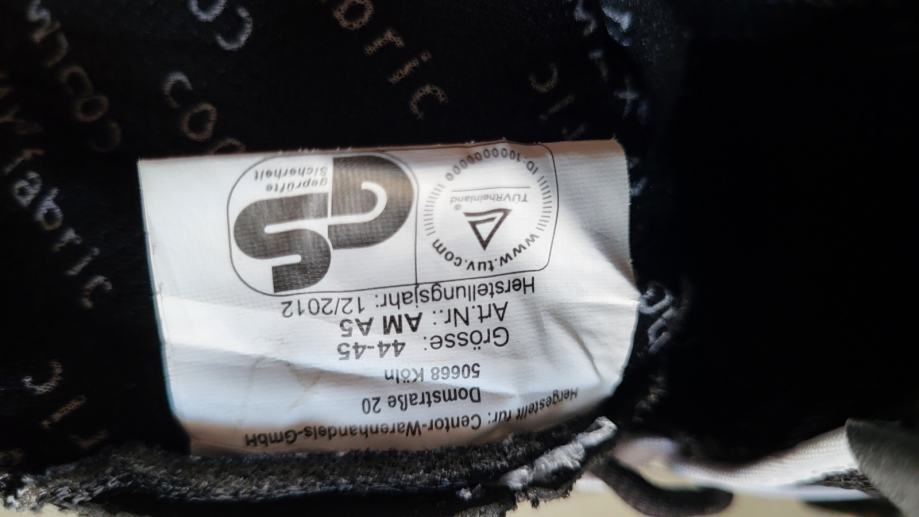 Hergestellt für: Centor-Warenhandels-GmbH
Domstraße 20
50668 Köln
Grösse: 44-45
Art.Nr.: AM A5
Herstellungsjahr: 12/2012
www.tuv.com
TÜVRheinland®
ID:1000000000
GS
geprüfte
Sicherheit
fabric